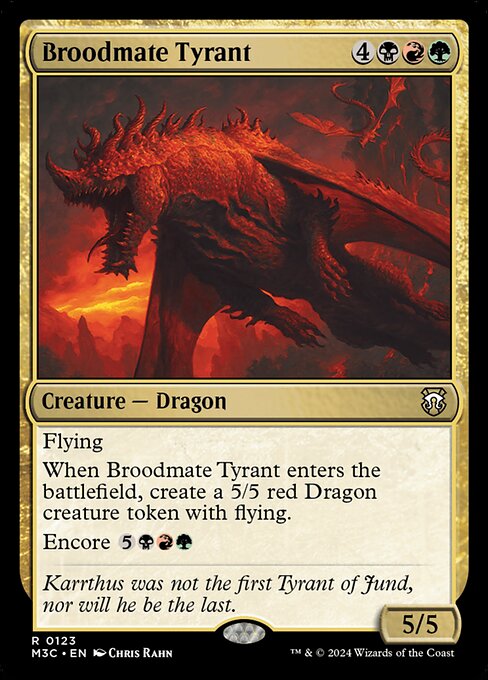 Broodmate Tyrant 4
Creature — Dragon
Flying
When Broodmate Tyrant enters the
battlefield, create a 5/5 red Dragon
creature token with flying.
Encore 5
Karrthus was not the first Tyrant of Jund,
nor will he be the last.
5/5
R 0123
M3C • EN Chris Rahn
™ & © 2024 Wizards of the Coast